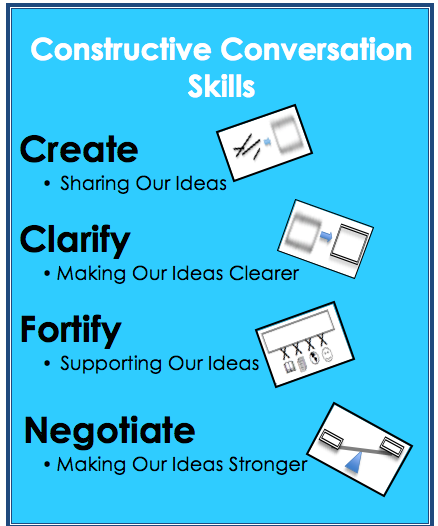 Constructive Conversation
Skills
Create
• Sharing Our Ideas
Clarify
• Making Our Ideas Clearer
Fortify
• Supporting Our Ideas
Negotiate
• Making Our Ideas Stronger